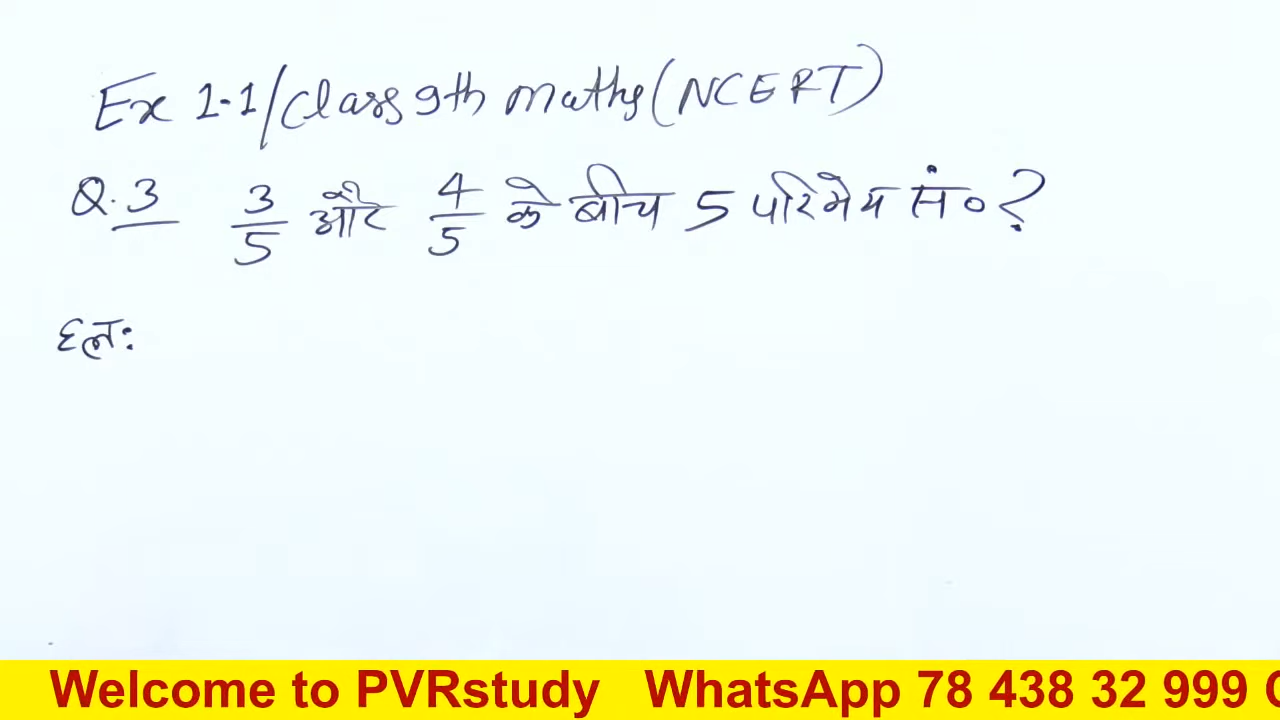 Ex 1.1/Class 9th maths (NCERT)
Q.3 3/5 और 4/5 के बीच 5 परिमेय सं० ?
हल:
Welcome to PVRstudy WhatsApp 78 438 32 999